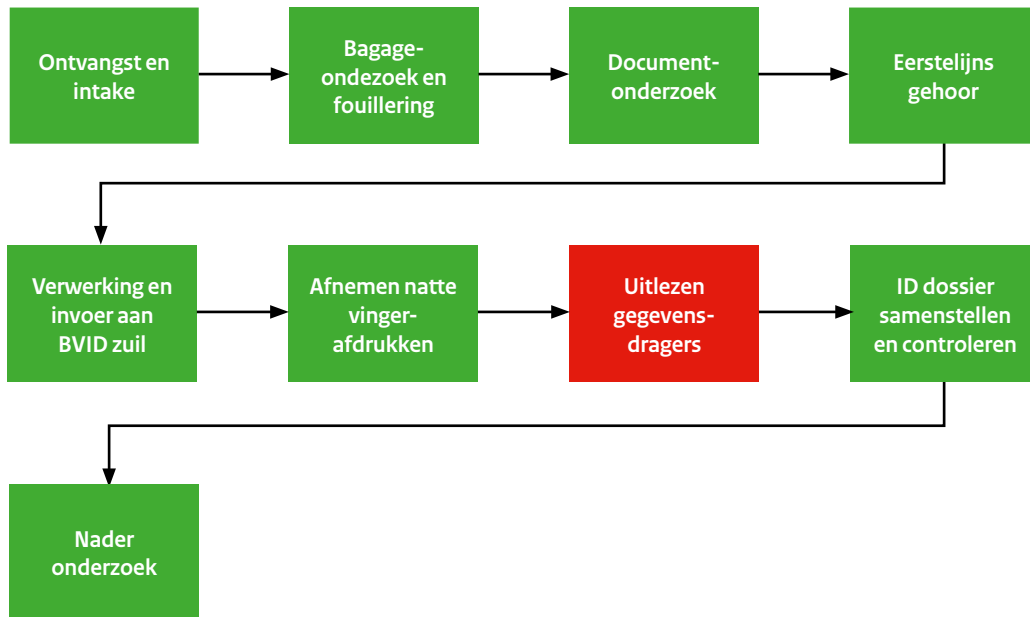 Ontvangst en
intake
Bagage-
ondezoek en
fouillering
Document-
onderzoek
Eerstelijns
gehoor
Verwerking en
invoer aan
BVID zuil
Afnemen natte
vinger-
afdrukken
Uitlezen
gegevens-
dragers
ID dossier
samenstellen
en controleren
Nader
onderzoek